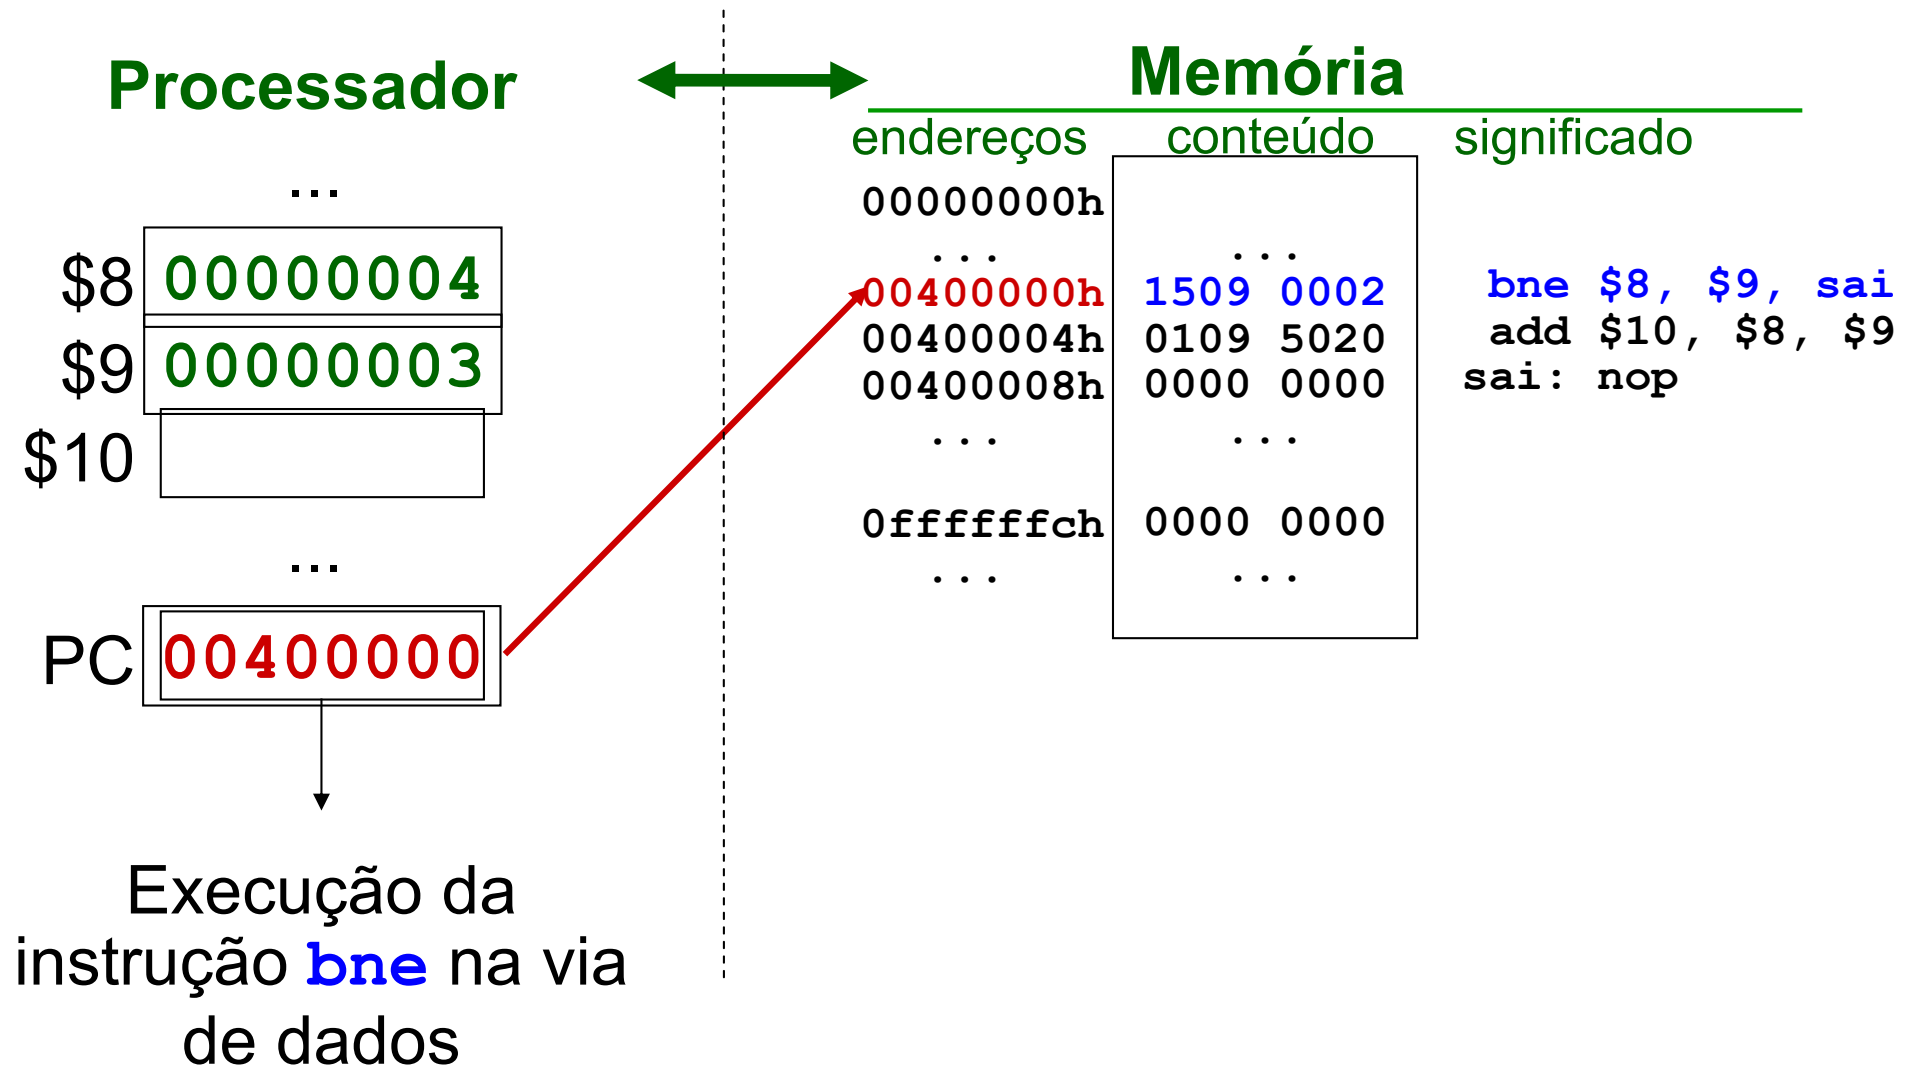 Processador
Memória
endereços conteúdo significado
...
00000000h
... ...
$8 00000004
00400000h 1509 0002 bne $8, $9, sai
00400004h 0109 5020 add $10, $8, $9
$9 00000003
00400008h 0000 0000 sai: nop
... ...
$10
0ffffffch 0000 0000
...
... ...
PC 00400000
Execução da
instrução bne na via
de dados